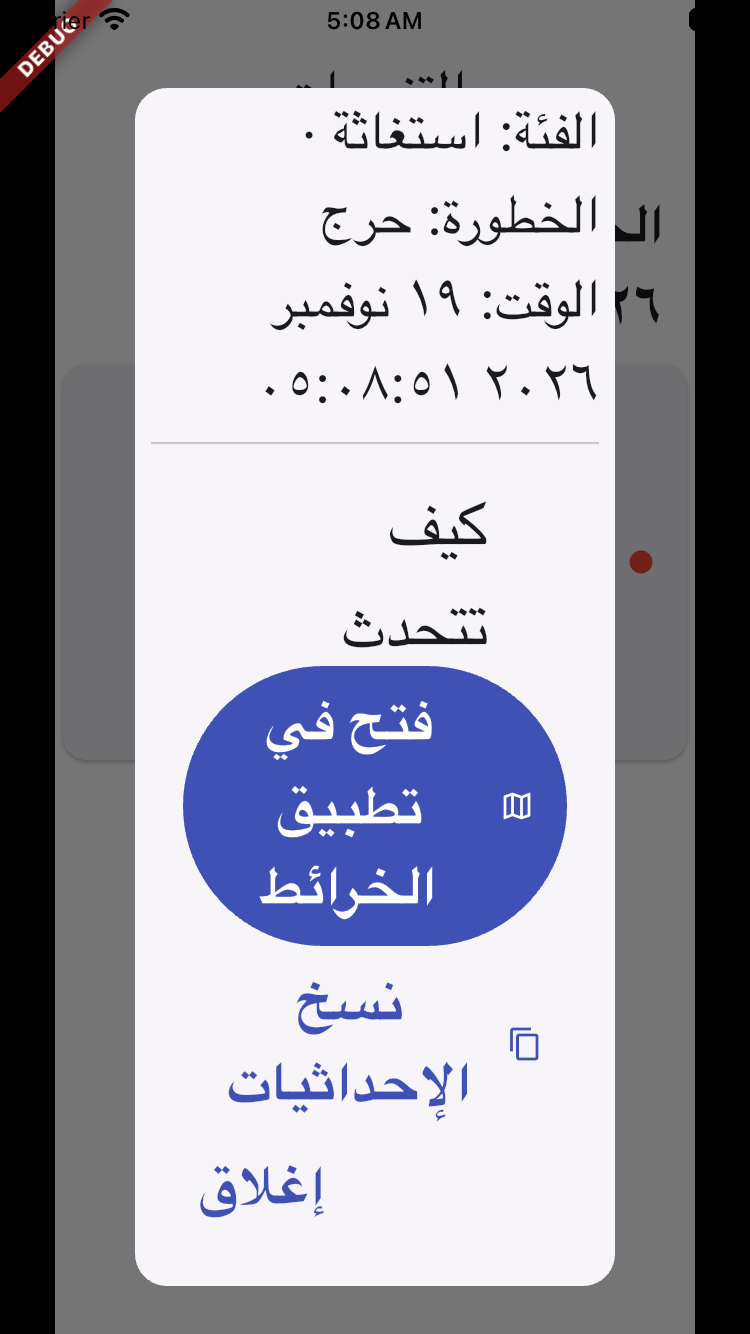 5:08 AM
DEBUG
الفئة: استغاثة ·
الخطورة: حرج
الوقت: ١٩ نوفمبر
٢٠٢٦ ٠٥:٠٨:٥١
كيف
تتحدث
فتح في
تطبيق
الخرائط
نسخ
الإحداثيات
إغلاق